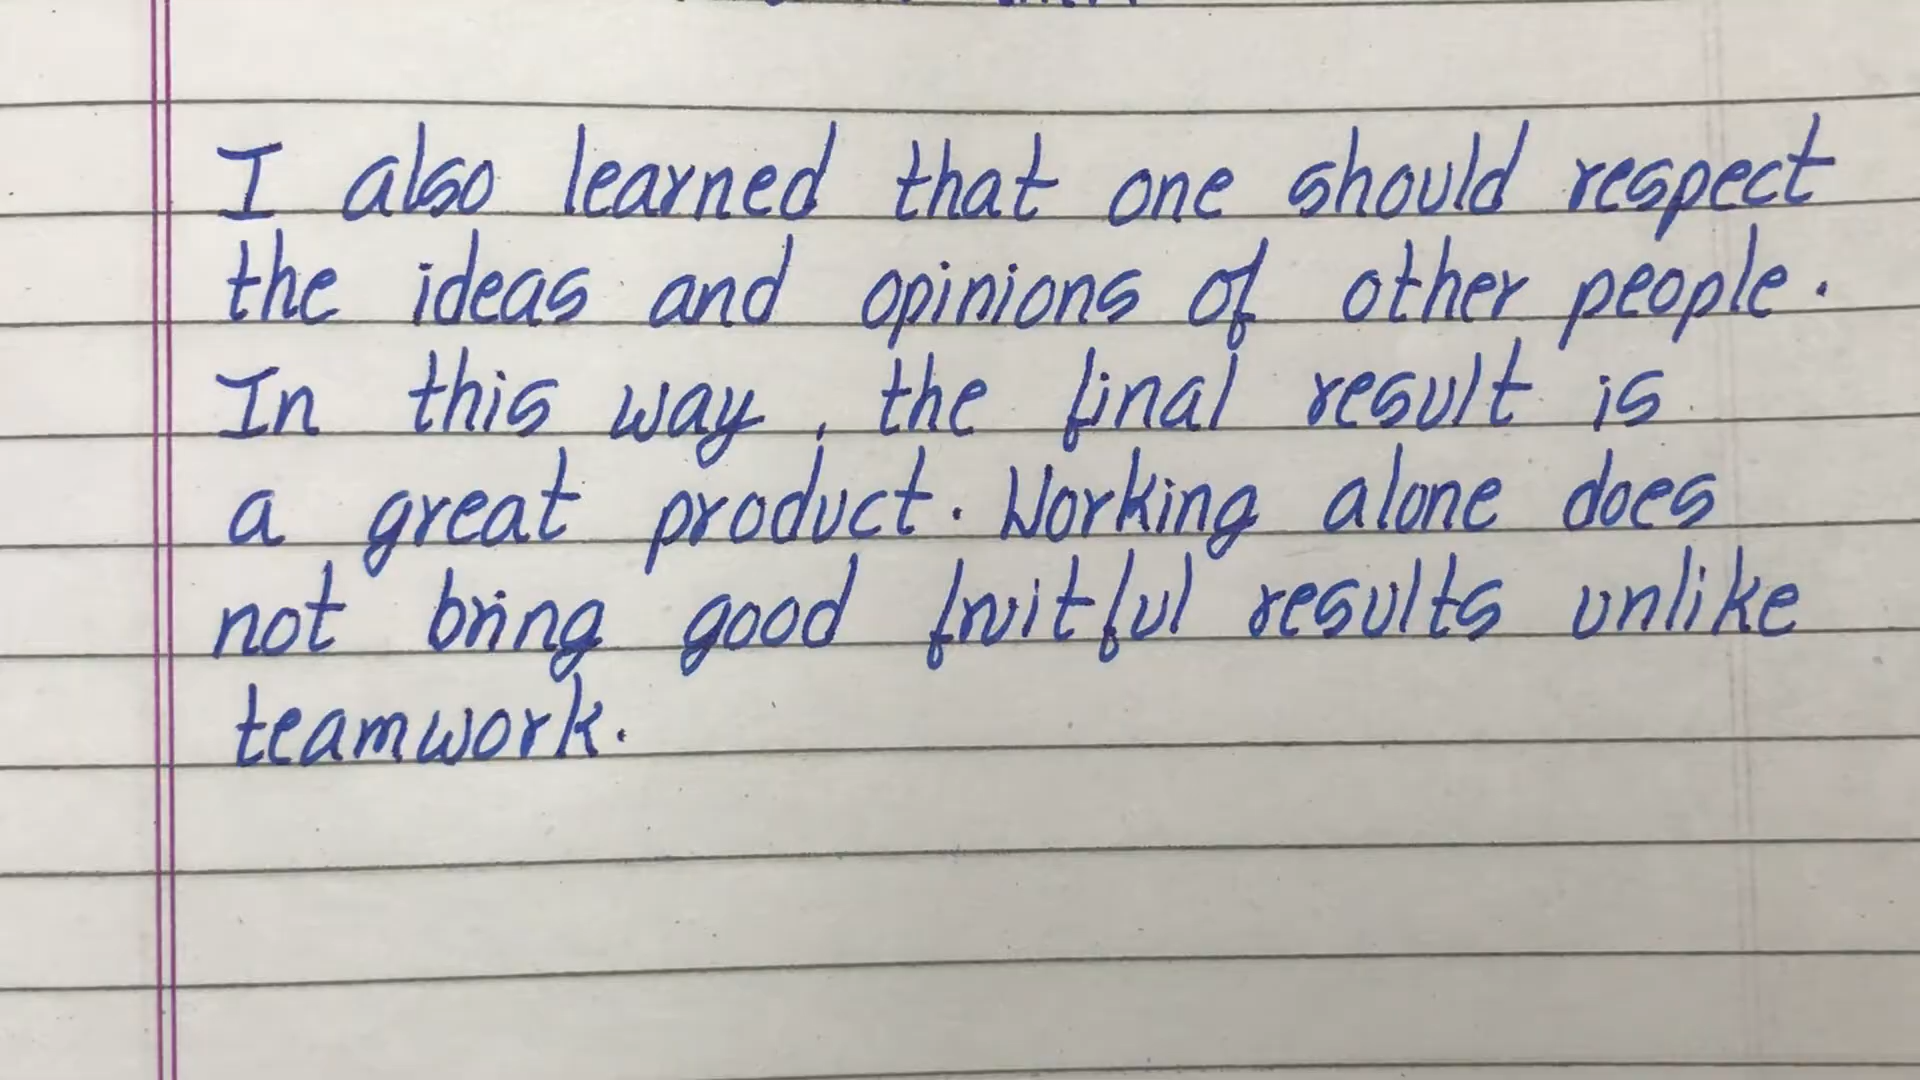 I also learned that one should respect
the ideas and opinions of other people.
In this way, the final result is
a great product. Working alone does
not bring good fruitful results unlike
teamwork.